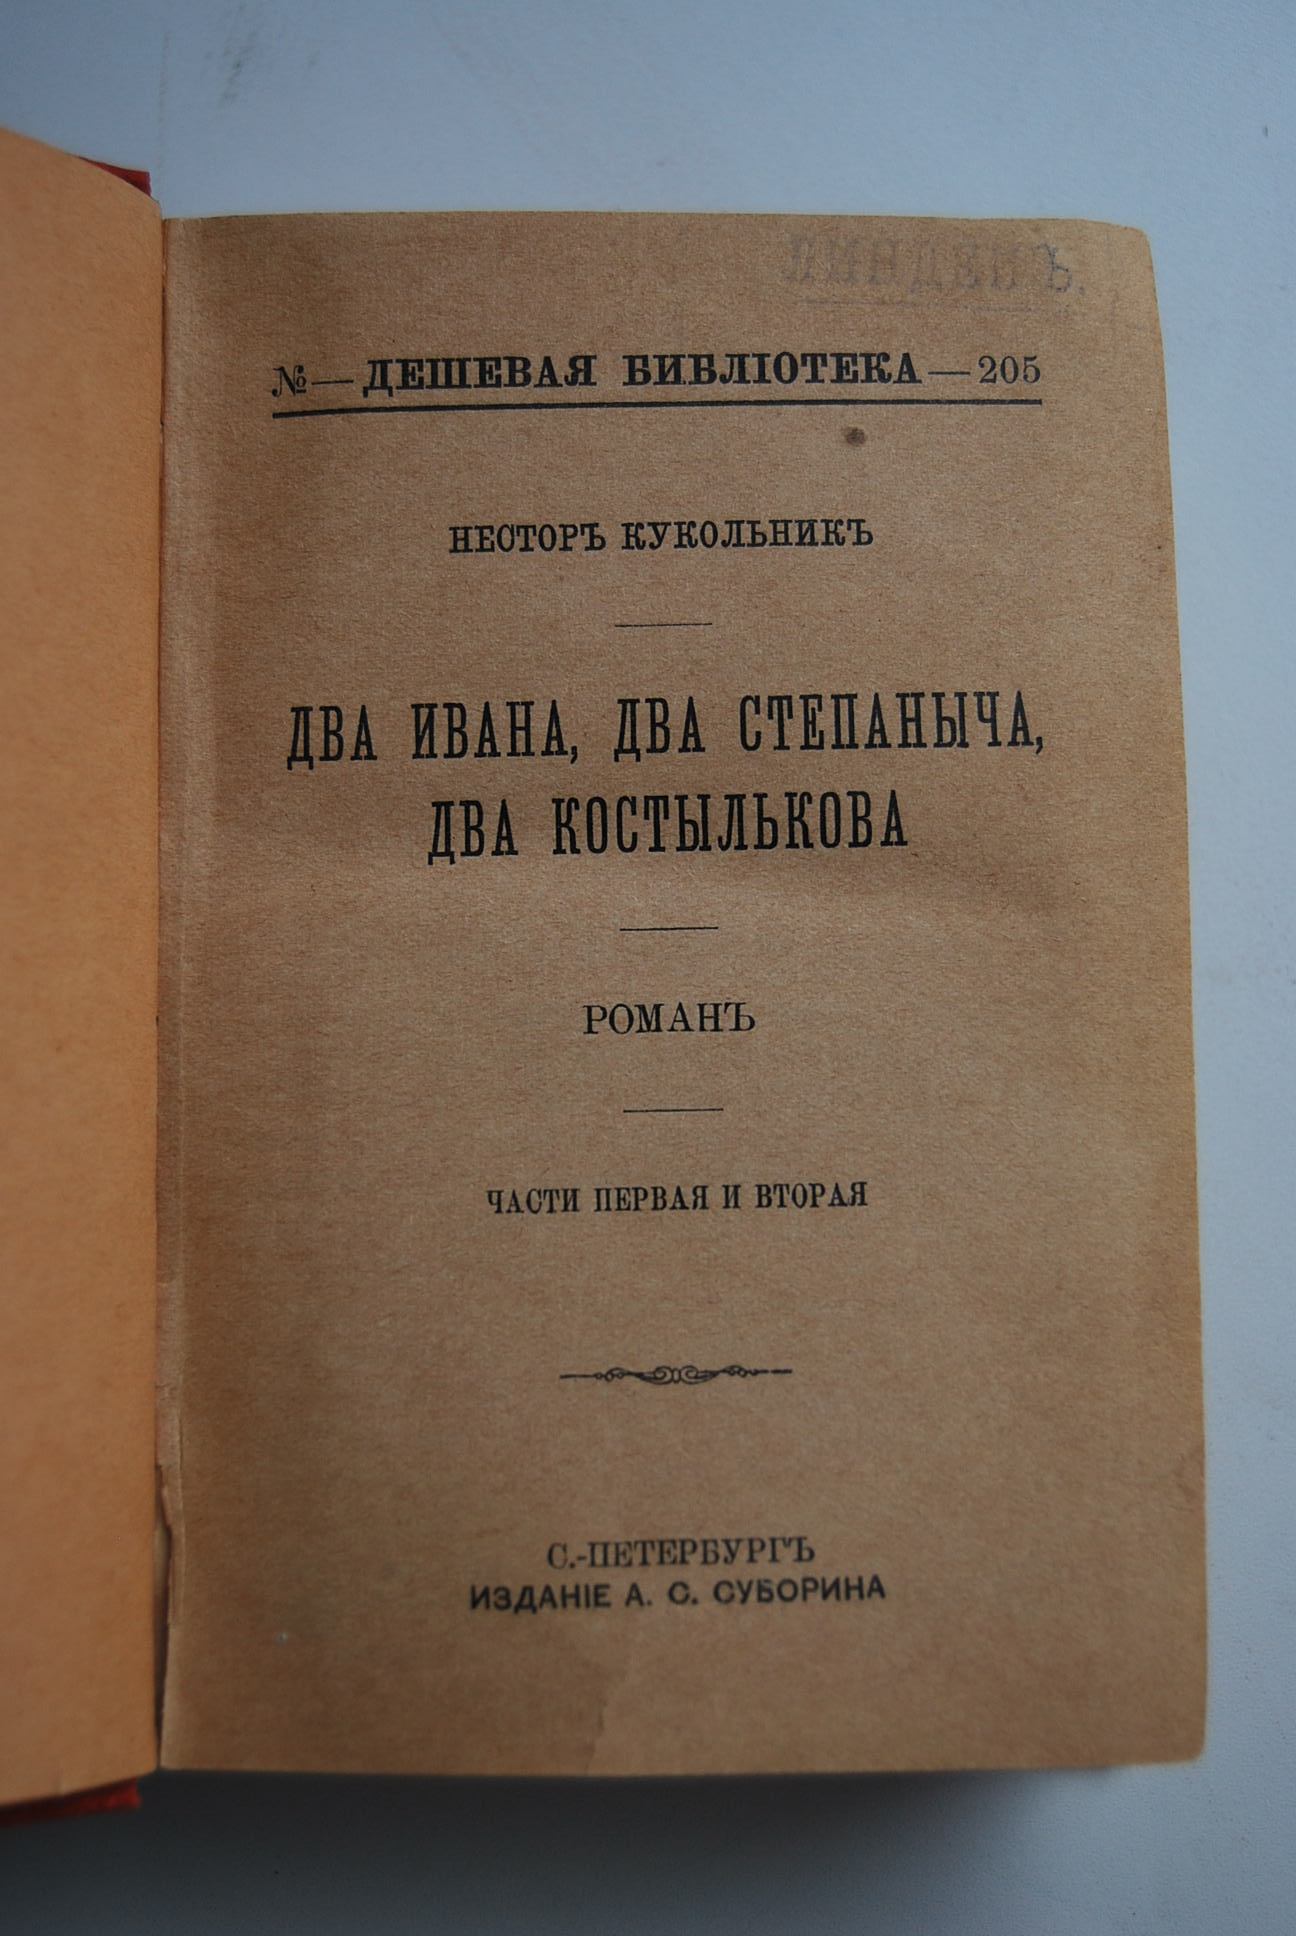 № — ДЕШЕВАЯ БИБЛІОТЕКА — 205
НЕСТОРЪ КУКОЛЬНИКЪ
ДВА ИВАНА, ДВА СТЕПАНЫЧА,
ДВА КОСТЫЛЬКОВА
РОМАНЪ
ЧАСТИ ПЕРВАЯ И ВТОРАЯ
С.-ПЕТЕРБУРГЪ
ИЗДАНІЕ А. С. СУВОРИНА